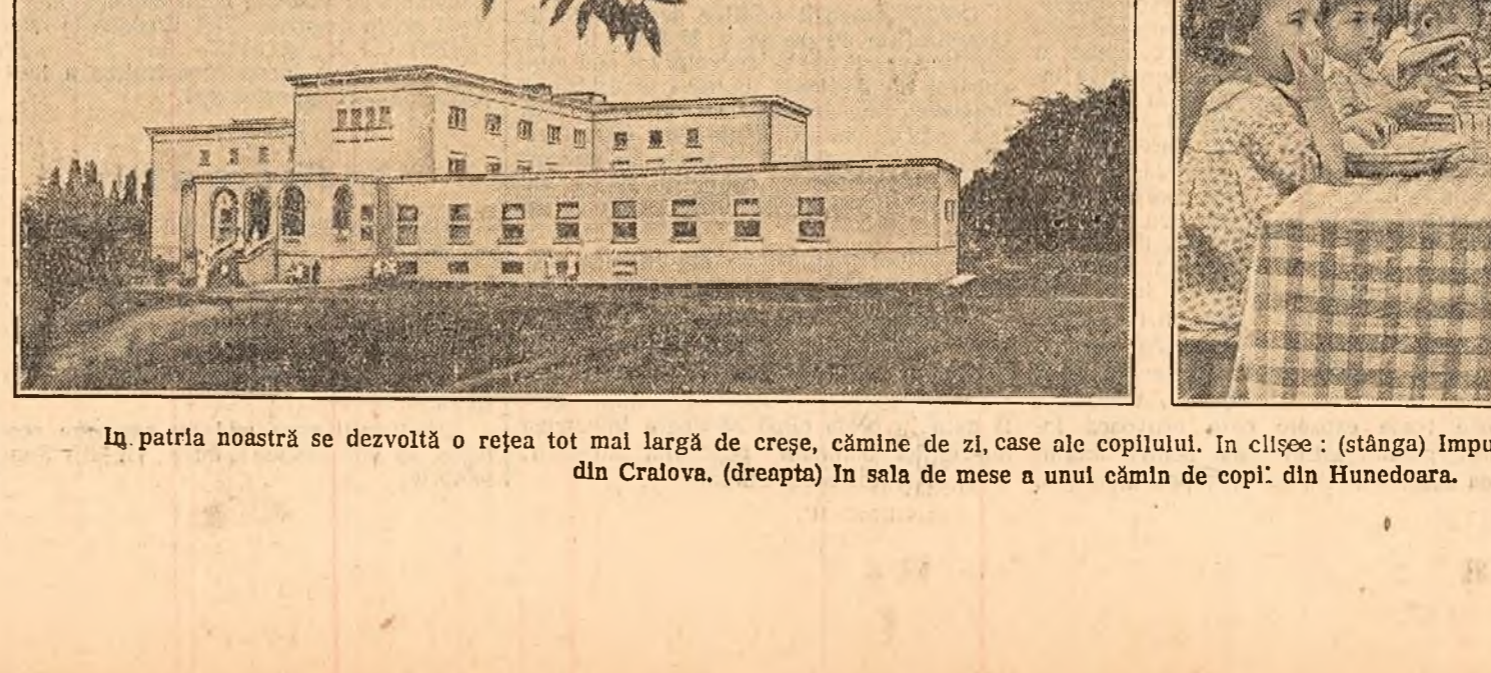 In patria noastră se dezvoltă o rețea tot mai largă de creșe, cămine de zi, case ale copilului. In clișee : (stânga)
din Craiova. (dreapta) In sala de mese a unui cămin de copii din Hunedoara.